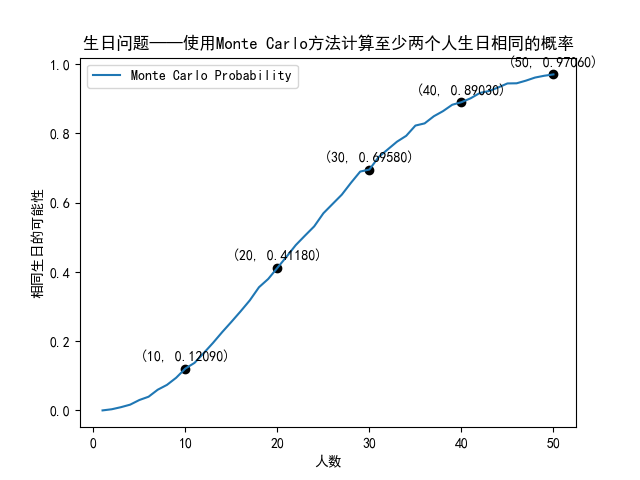 生日问题——使用Monte Carlo方法计算至少两个人生日相同的概率
Monte Carlo Probability
(50, 0.97060)
(40, 0.89030)
(30, 0.69580)
(20, 0.41180)
(10, 0.12090)
相同生日的可能性
1.0
0.8
0.6
0.4
0.2
0.0
0 10 20 30 40 50
人数